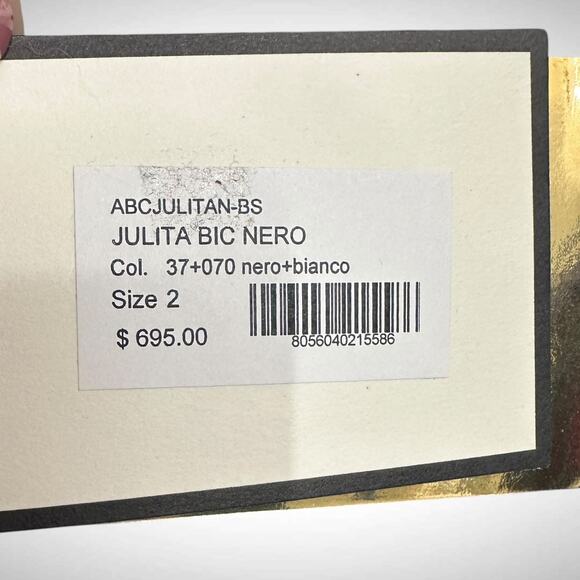 ABCJULITAN-BS
JULITA BIC NERO
Col. 37+070 nero+bianco
Size 2
$ 695.00
8056040215586